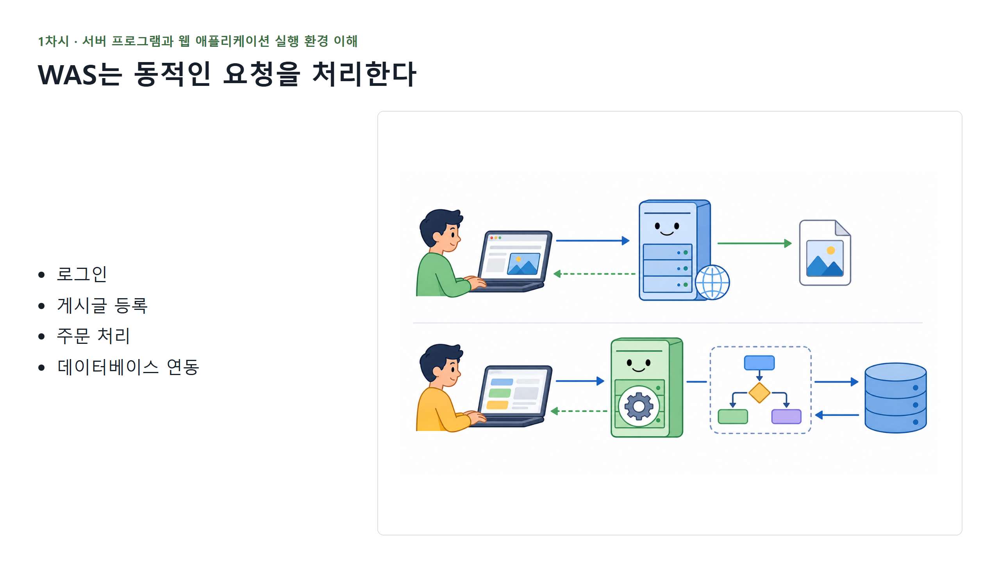 1차시 · 서버 프로그램과 웹 애플리케이션 실행 환경 이해
WAS는 동적인 요청을 처리한다
• 로그인
• 게시글 등록
• 주문 처리
• 데이터베이스 연동